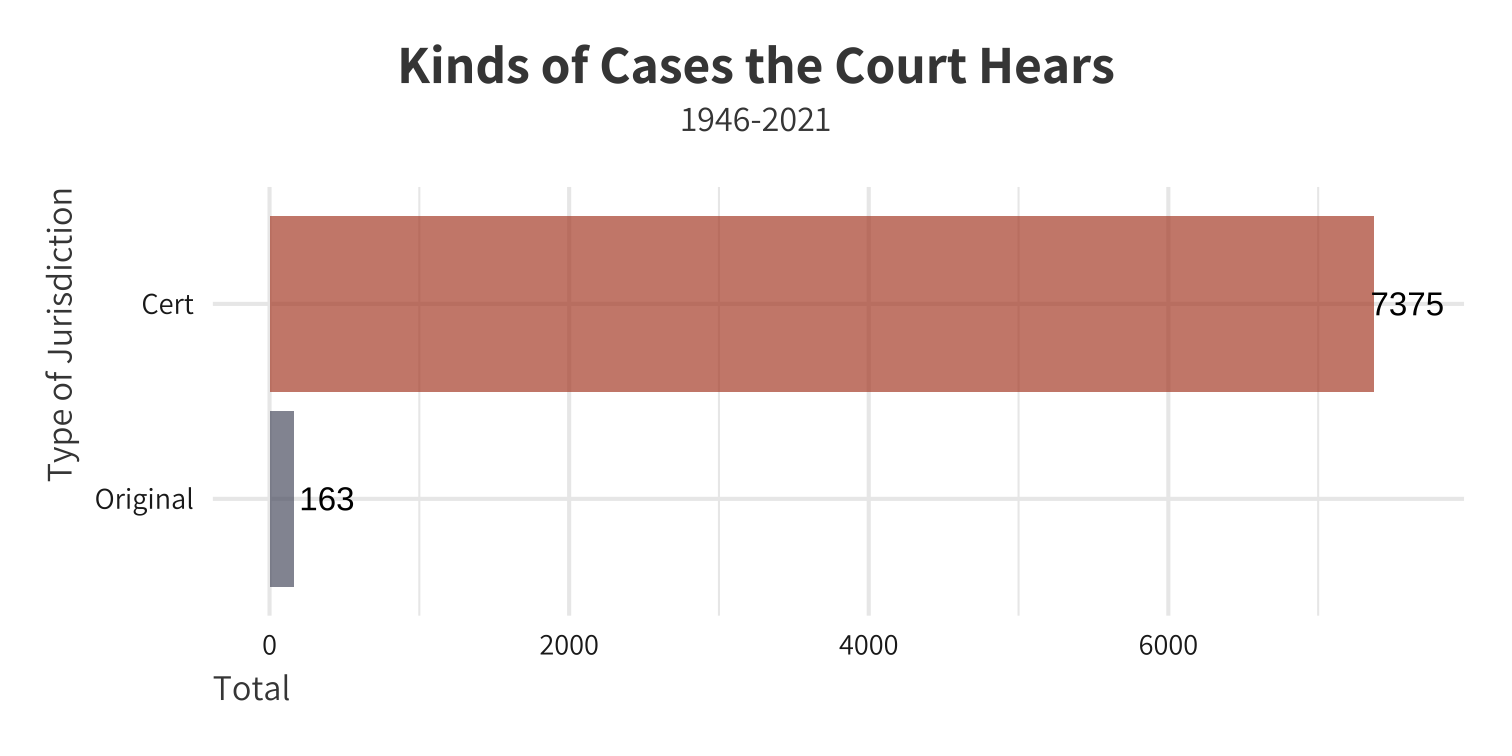 Kinds of Cases the Court Hears
1946-2021
Type of Jurisdiction
Cert
7375
Original
163
0 2000 4000 6000
Total